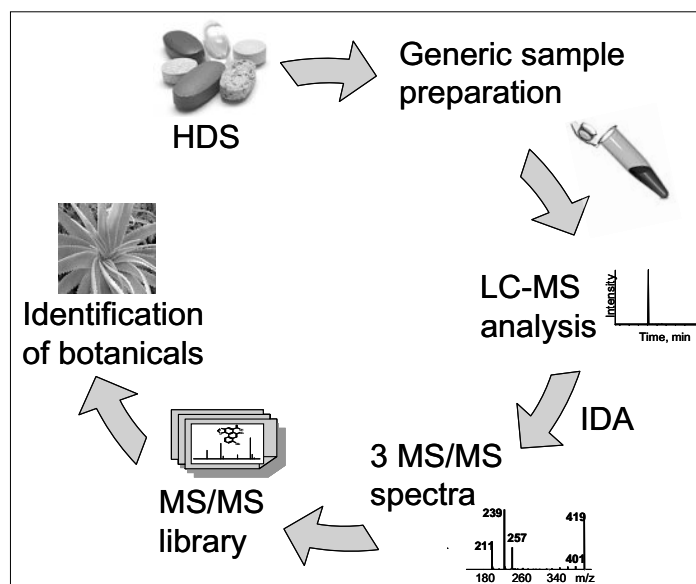 HDS
Generic sample
preparation
LC-MS
analysis
Intensity
Time, min
IDA
3 MS/MS
spectra
239
419
257
211
401
180 260 340 m/z
MS/MS
library
Identification
of botanicals